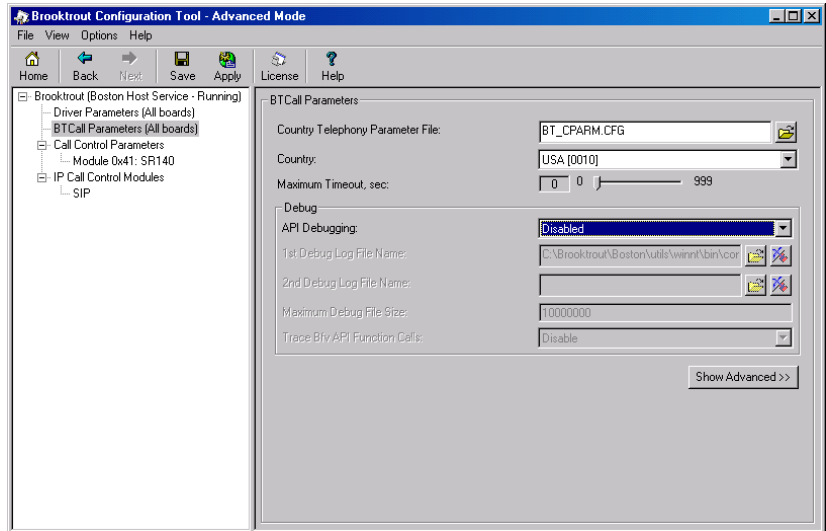 Brooktrout Configuration Tool - Advanced Mode
File View Options Help
Home Back Next Save Apply License Help
Brooktrout (Boston Host Service - Running)
Driver Parameters (All boards)
BTCall Parameters (All boards)
Call Control Parameters
Module 0x41: SR140
IP Call Control Modules
SIP
BTCall Parameters
Country Telephony Parameter File: BT_CPARM.CFG
Country: USA [0010]
Maximum Timeout, sec: 0 0 999
Debug
API Debugging: Disabled
1st Debug Log File Name: C:\Brooktrout\Boston\utils\winnt\bin\cor
2nd Debug Log File Name:
Maximum Debug File Size: 10000000
Trace Bfv API Function Calls: Disable
Show Advanced >>